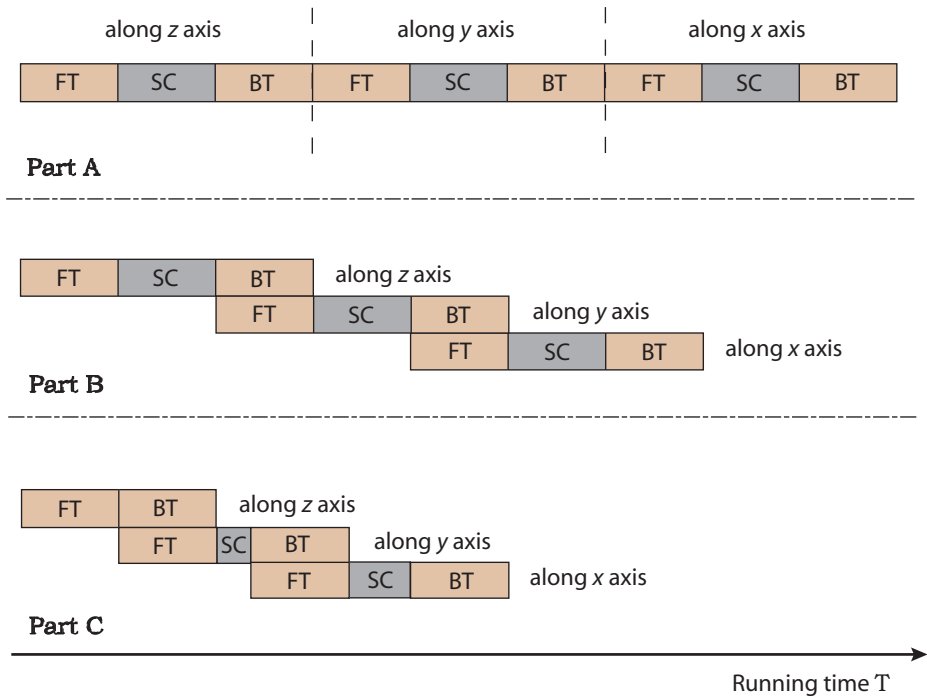 along z axis along y axis along x axis
FT SC BT FT SC BT FT SC BT
Part A
FT SC BT along z axis
FT SC BT along y axis
FT SC BT along x axis
Part B
FT BT along z axis
FT SC BT along y axis
FT SC BT along x axis
Part C
Running time T